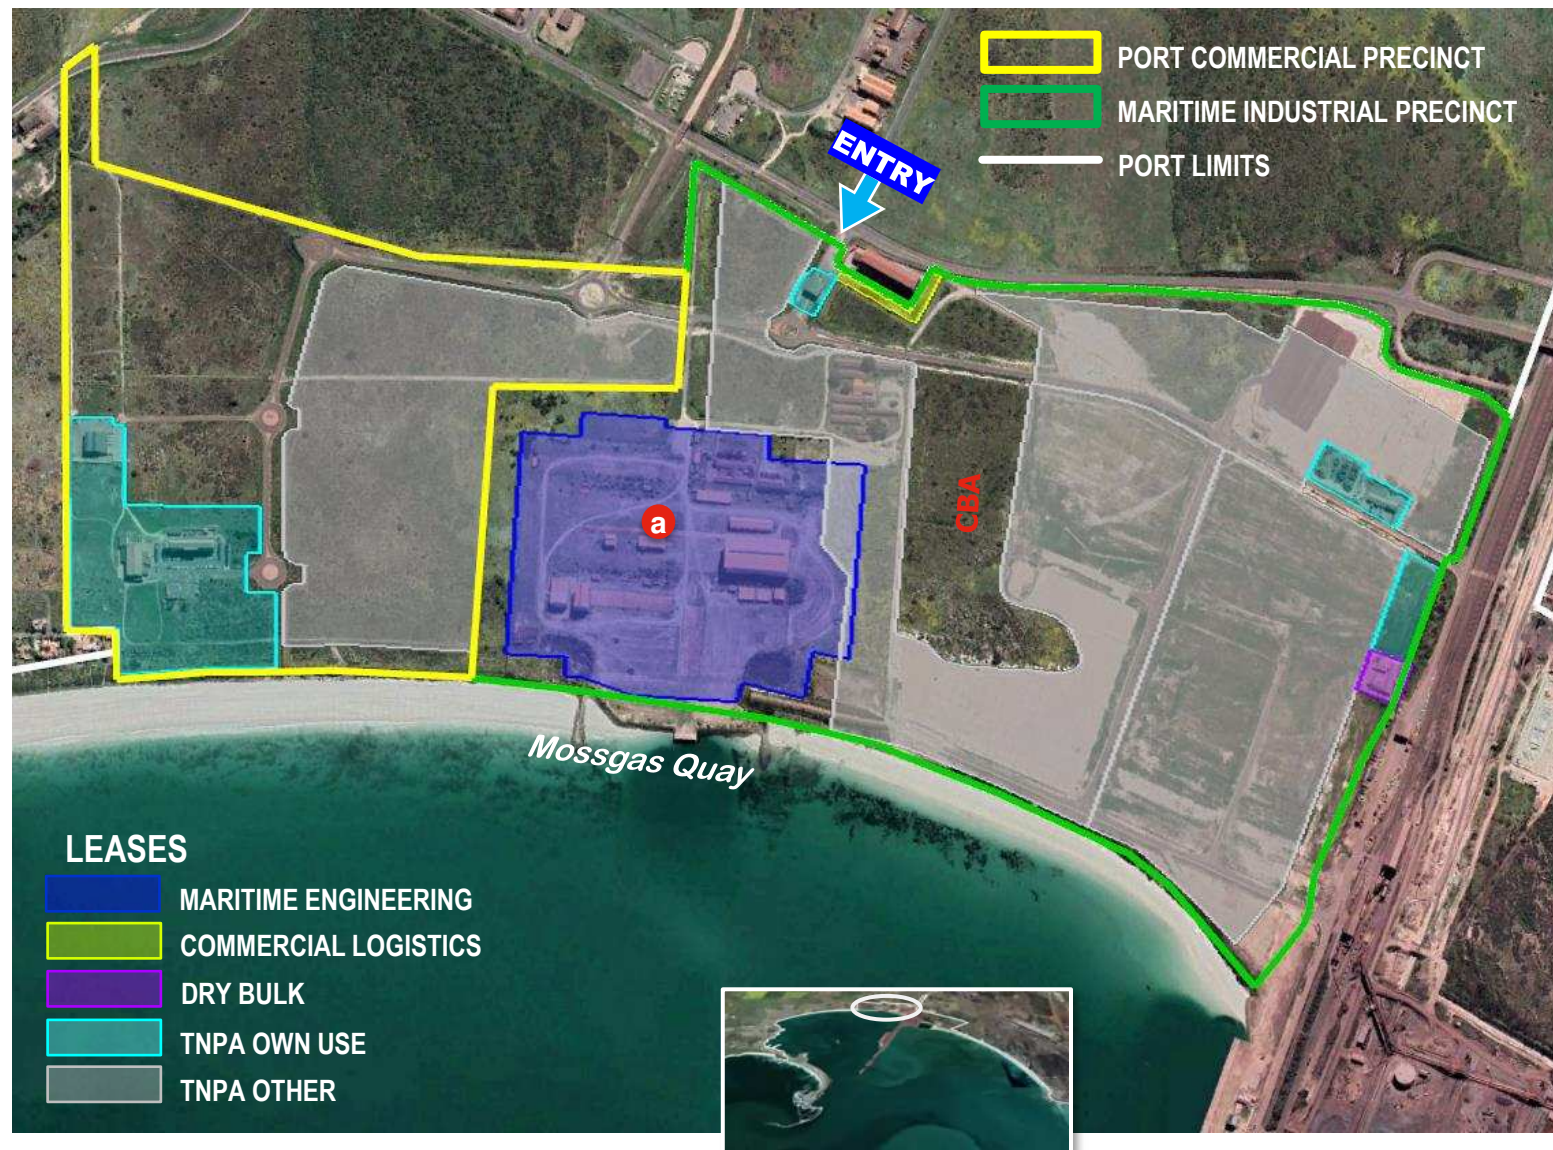 PORT COMMERCIAL PRECINCT
MARITIME INDUSTRIAL PRECINCT
PORT LIMITS
ENTRY
CBA
a
Mossgas Quay
LEASES
MARITIME ENGINEERING
COMMERCIAL LOGISTICS
DRY BULK
TNPA OWN USE
TNPA OTHER